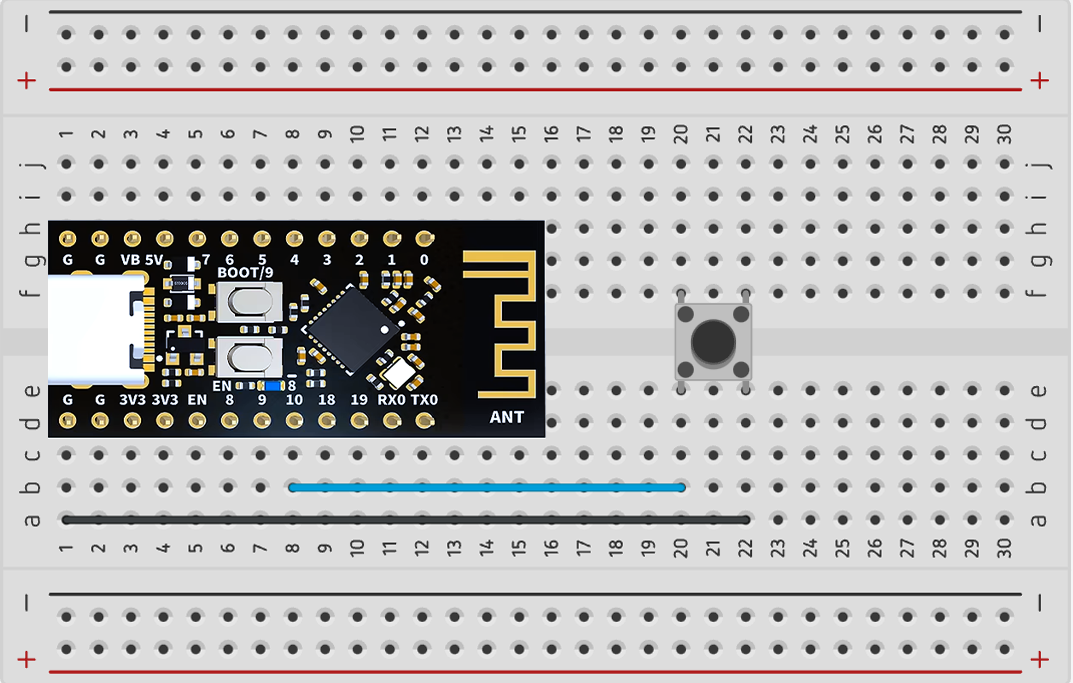 − −
+ +
1 2 3 4 5 6 7 8 9 10 11 12 13 14 15 16 17 18 19 20 21 22 23 24 25 26 27 28 29 30
j j
i i
h h
G G VB 5V 7 6 5 4 3 2 1 0
g g
BOOT/9
f f
EN 8
e e
G G 3V3 3V3 EN 8 9 10 18 19 RX0 TX0
ANT
d d
c c
b b
a a
1 2 3 4 5 6 7 8 9 10 11 12 13 14 15 16 17 18 19 20 21 22 23 24 25 26 27 28 29 30
− −
+ +